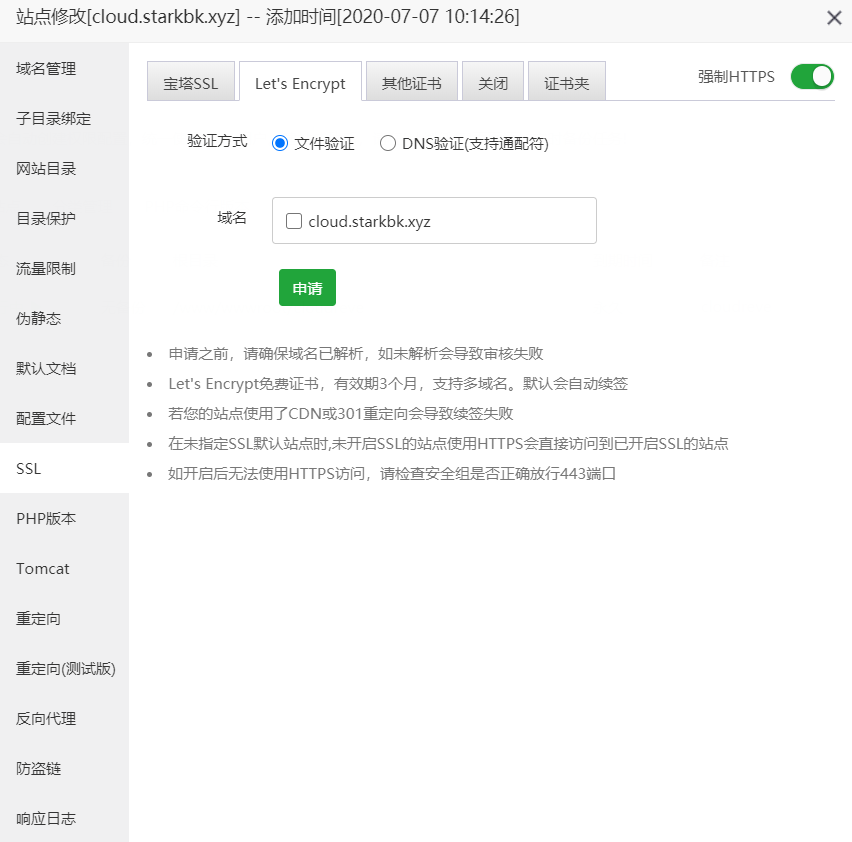 站点修改[cloud.starkbk.xyz] -- 添加时间[2020-07-07 10:14:26]
域名管理
子目录绑定
网站目录
目录保护
流量限制
伪静态
默认文档
配置文件
SSL
PHP版本
Tomcat
重定向
重定向(测试版)
反向代理
防盗链
响应日志
宝塔SSL
Let's Encrypt
其他证书
关闭
证书夹
强制HTTPS
验证方式
文件验证
DNS验证(支持通配符)
域名
cloud.starkbk.xyz
申请
申请之前，请确保域名已解析，如未解析会导致审核失败
Let's Encrypt免费证书，有效期3个月，支持多域名。默认会自动续签
若您的站点使用了CDN或301重定向会导致续签失败
在未指定SSL默认站点时,未开启SSL的站点使用HTTPS会直接访问到已开启SSL的站点
如开启后无法使用HTTPS访问，请检查安全组是否正确放行443端口